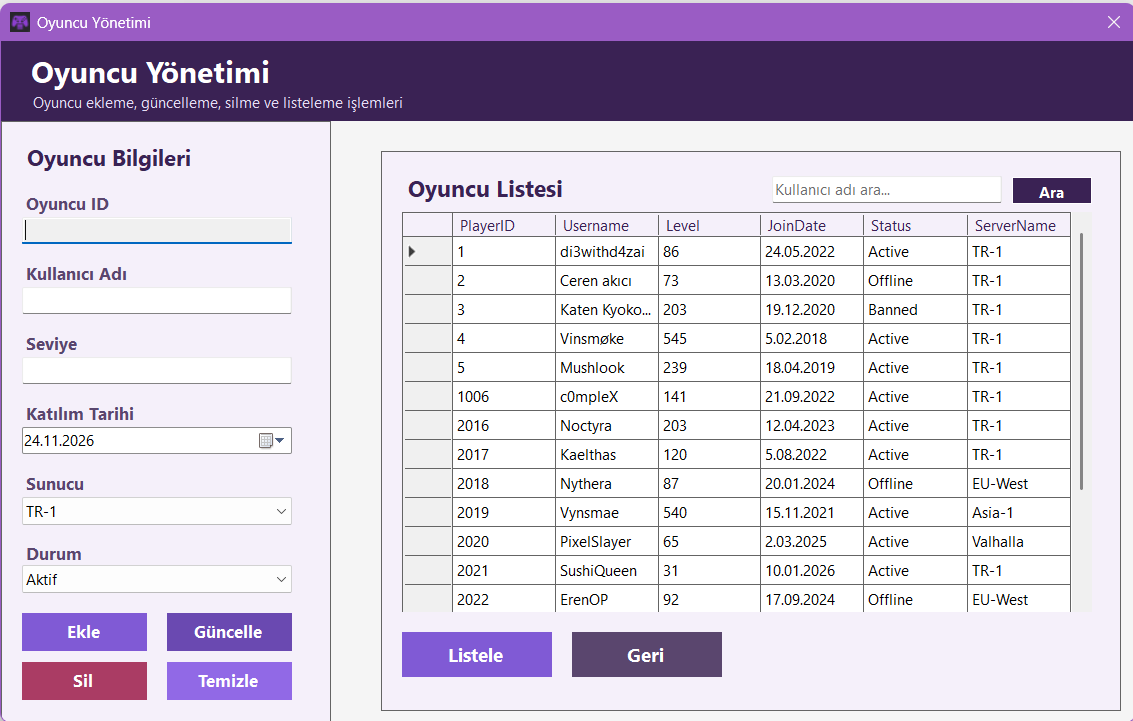 Oyuncu Yönetimi
Oyuncu Yönetimi
Oyuncu ekleme, güncelleme, silme ve listeleme işlemleri
Oyuncu Bilgileri
Oyuncu ID
Kullanıcı Adı
Seviye
Katılım Tarihi
24.11.2026
Sunucu
TR-1
Durum
Aktif
Ekle Güncelle
Sil Temizle
Oyuncu Listesi Kullanıcı adı ara... Ara
PlayerID Username Level JoinDate Status ServerName
1 di3withd4zai 86 24.05.2022 Active TR-1
2 Ceren akıcı 73 13.03.2020 Offline TR-1
3 Katen Kyoko... 203 19.12.2020 Banned TR-1
4 Vinsmøke 545 5.02.2018 Active TR-1
5 Mushlook 239 18.04.2019 Active TR-1
1006 c0mpleX 141 21.09.2022 Active TR-1
2016 Noctyra 203 12.04.2023 Active TR-1
2017 Kaelthas 120 5.08.2022 Active TR-1
2018 Nythera 87 20.01.2024 Offline EU-West
2019 Vynsmae 540 15.11.2021 Active Asia-1
2020 PixelSlayer 65 2.03.2025 Active Valhalla
2021 SushiQueen 31 10.01.2026 Active TR-1
2022 ErenOP 92 17.09.2024 Offline EU-West
Listele Geri